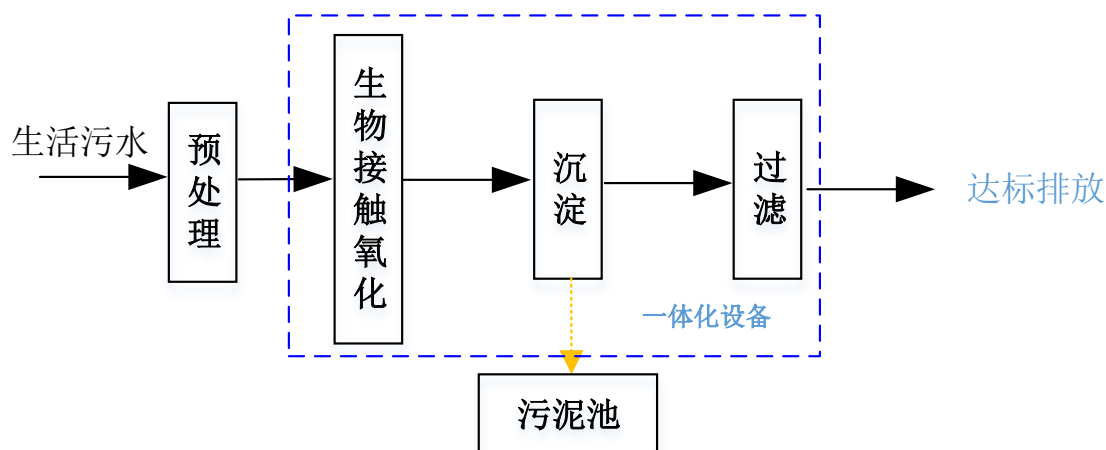 生活污水
预处理
生物接触氧化
沉淀
过滤
达标排放
一体化设备
污泥池